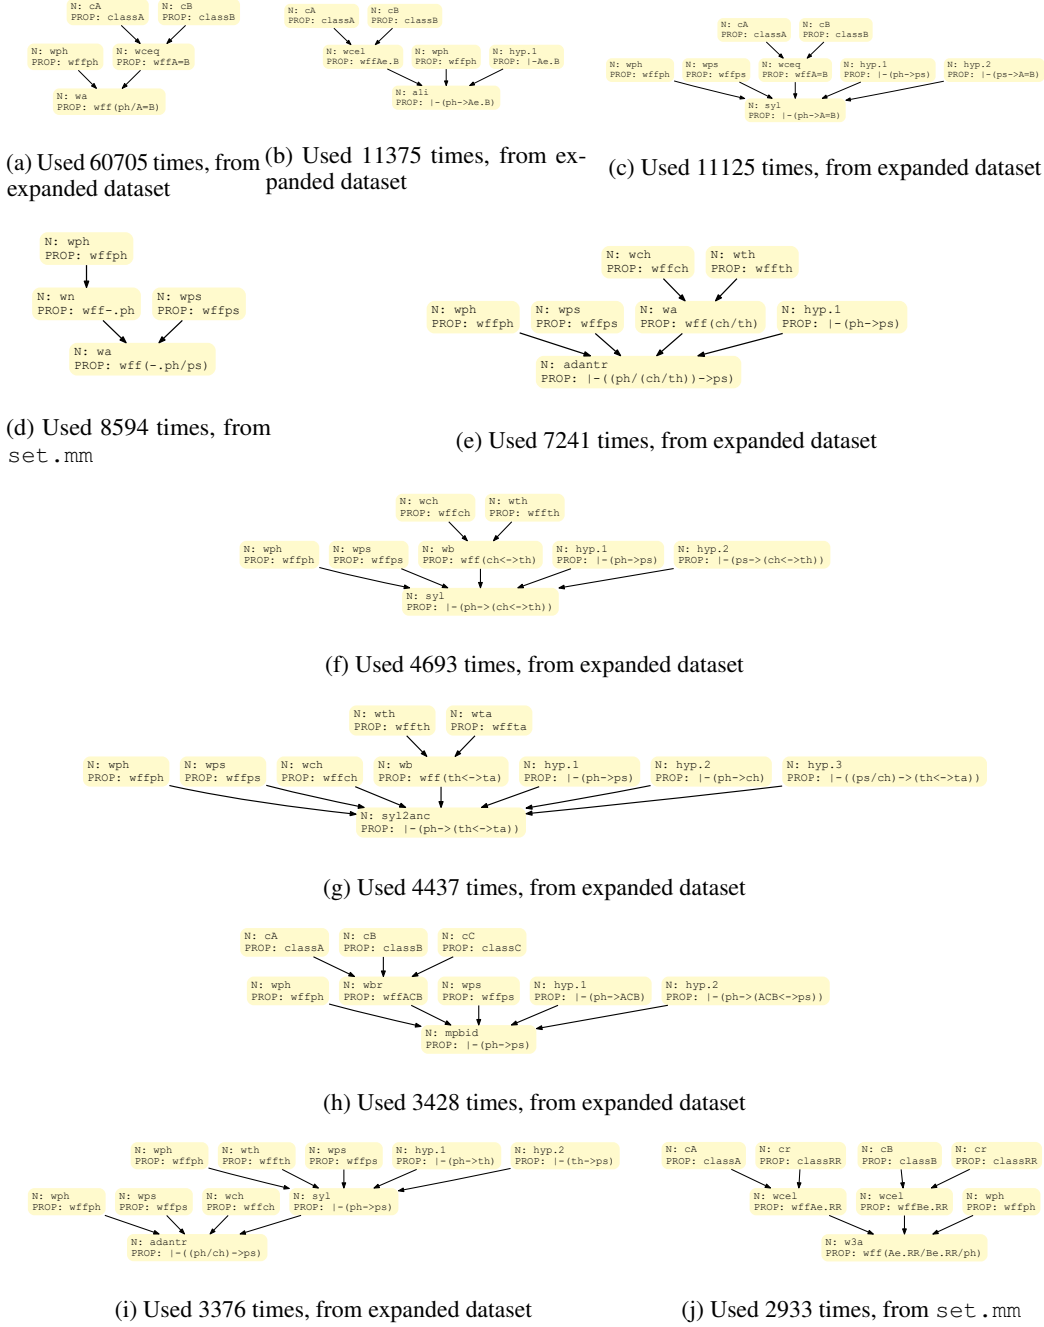 N: cA
PROP: classA
N: cB
PROP: classB
N: wph
PROP: wffph
N: wceq
PROP: wffA=B
N: wa
PROP: wff(ph/A=B)
(a) Used 60705 times, from
expanded dataset
N: cA
PROP: classA
N: cB
PROP: classB
N: wcel
PROP: wffAe.B
N: wph
PROP: wffph
N: hyp.1
PROP: |-Ae.B
N: a1i
PROP: |-(ph->Ae.B)
(b) Used 11375 times, from ex-
panded dataset
N: cA
PROP: classA
N: cB
PROP: classB
N: wph
PROP: wffph
N: wps
PROP: wffps
N: wceq
PROP: wffA=B
N: hyp.1
PROP: |-(ph->ps)
N: hyp.2
PROP: |-(ps->A=B)
N: syl
PROP: |-(ph->A=B)
(c) Used 11125 times, from expanded dataset
N: wph
PROP: wffph
N: wn
PROP: wff-.ph
N: wps
PROP: wffps
N: wa
PROP: wff(-.ph/ps)
(d) Used 8594 times, from
set.mm
N: wch
PROP: wffch
N: wth
PROP: wffth
N: wph
PROP: wffph
N: wps
PROP: wffps
N: wa
PROP: wff(ch/th)
N: hyp.1
PROP: |-(ph->ps)
N: adantr
PROP: |-((ph/(ch/th))->ps)
(e) Used 7241 times, from expanded dataset
N: wch
PROP: wffch
N: wth
PROP: wffth
N: wph
PROP: wffph
N: wps
PROP: wffps
N: wb
PROP: wff(ch<->th)
N: hyp.1
PROP: |-(ph->ps)
N: hyp.2
PROP: |-(ps->(ch<->th))
N: syl
PROP: |-(ph->(ch<->th))
(f) Used 4693 times, from expanded dataset
N: wth
PROP: wffth
N: wta
PROP: wffta
N: wph
PROP: wffph
N: wps
PROP: wffps
N: wch
PROP: wffch
N: wb
PROP: wff(th<->ta)
N: hyp.1
PROP: |-(ph->ps)
N: hyp.2
PROP: |-(ph->ch)
N: hyp.3
PROP: |-((ps/ch)->(th<->ta))
N: syl2anc
PROP: |-(ph->(th<->ta))
(g) Used 4437 times, from expanded dataset
N: cA
PROP: classA
N: cB
PROP: classB
N: cC
PROP: classC
N: wph
PROP: wffph
N: wbr
PROP: wffACB
N: wps
PROP: wffps
N: hyp.1
PROP: |-(ph->ACB)
N: hyp.2
PROP: |-(ph->(ACB<->ps))
N: mpbid
PROP: |-(ph->ps)
(h) Used 3428 times, from expanded dataset
N: wph
PROP: wffph
N: wth
PROP: wffth
N: wps
PROP: wffps
N: hyp.1
PROP: |-(ph->th)
N: hyp.2
PROP: |-(th->ps)
N: wph
PROP: wffph
N: wps
PROP: wffps
N: wch
PROP: wffch
N: syl
PROP: |-(ph->ps)
N: adantr
PROP: |-((ph/ch)->ps)
(i) Used 3376 times, from expanded dataset
N: cA
PROP: classA
N: cr
PROP: classRR
N: cB
PROP: classB
N: cr
PROP: classRR
N: wcel
PROP: wffAe.RR
N: wcel
PROP: wffBe.RR
N: wph
PROP: wffph
N: w3a
PROP: wff(Ae.RR/Be.RR/ph)
(j) Used 2933 times, from set.mm